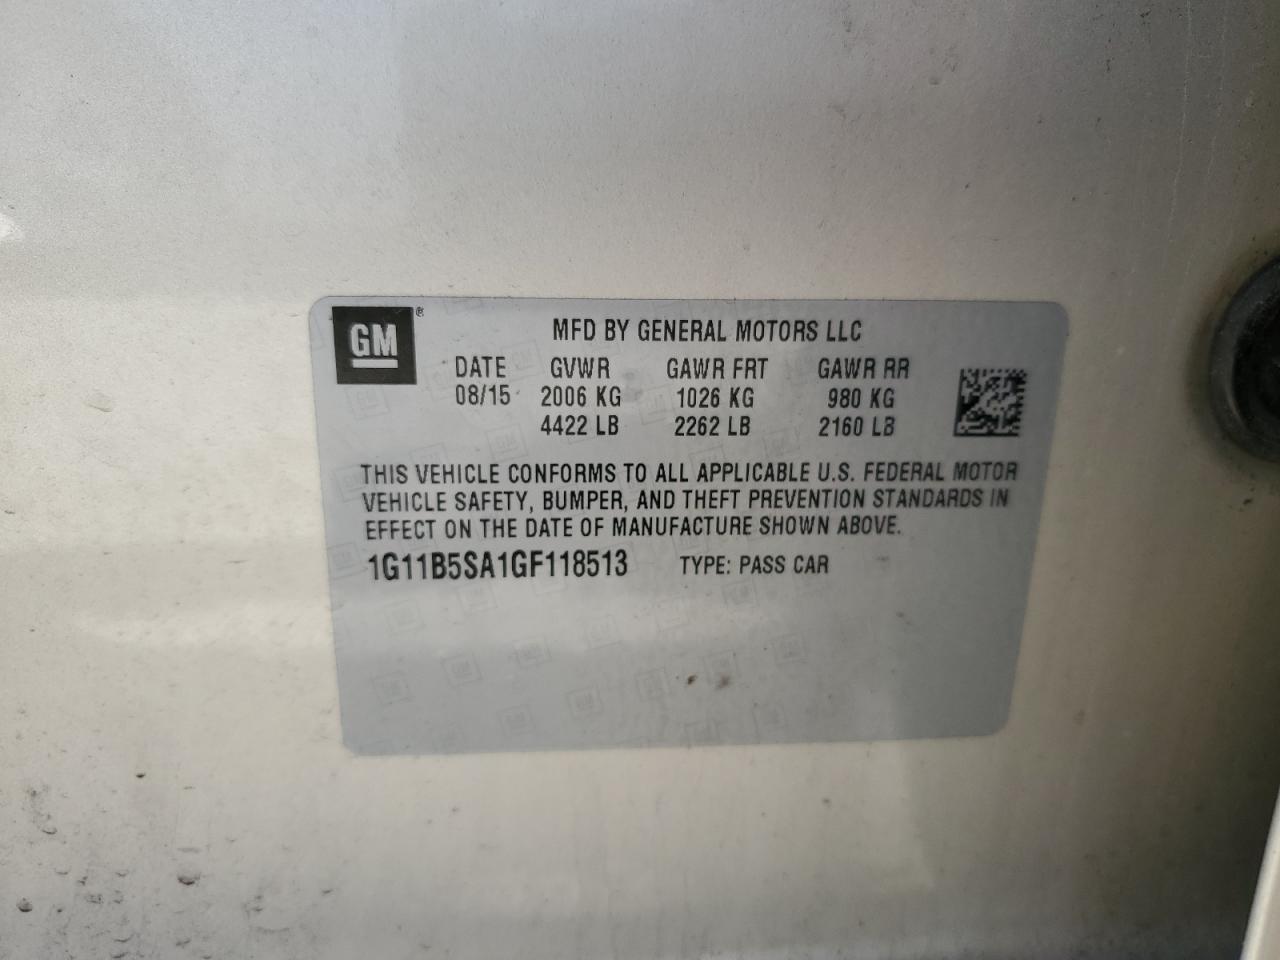 GM®
MFD BY GENERAL MOTORS LLC
DATE GVWR GAWR FRT GAWR RR
08/15 2006 KG 1026 KG 980 KG
4422 LB 2262 LB 2160 LB
THIS VEHICLE CONFORMS TO ALL APPLICABLE U.S. FEDERAL MOTOR
VEHICLE SAFETY, BUMPER, AND THEFT PREVENTION STANDARDS IN
EFFECT ON THE DATE OF MANUFACTURE SHOWN ABOVE.
1G11B5SA1GF118513 TYPE: PASS CAR